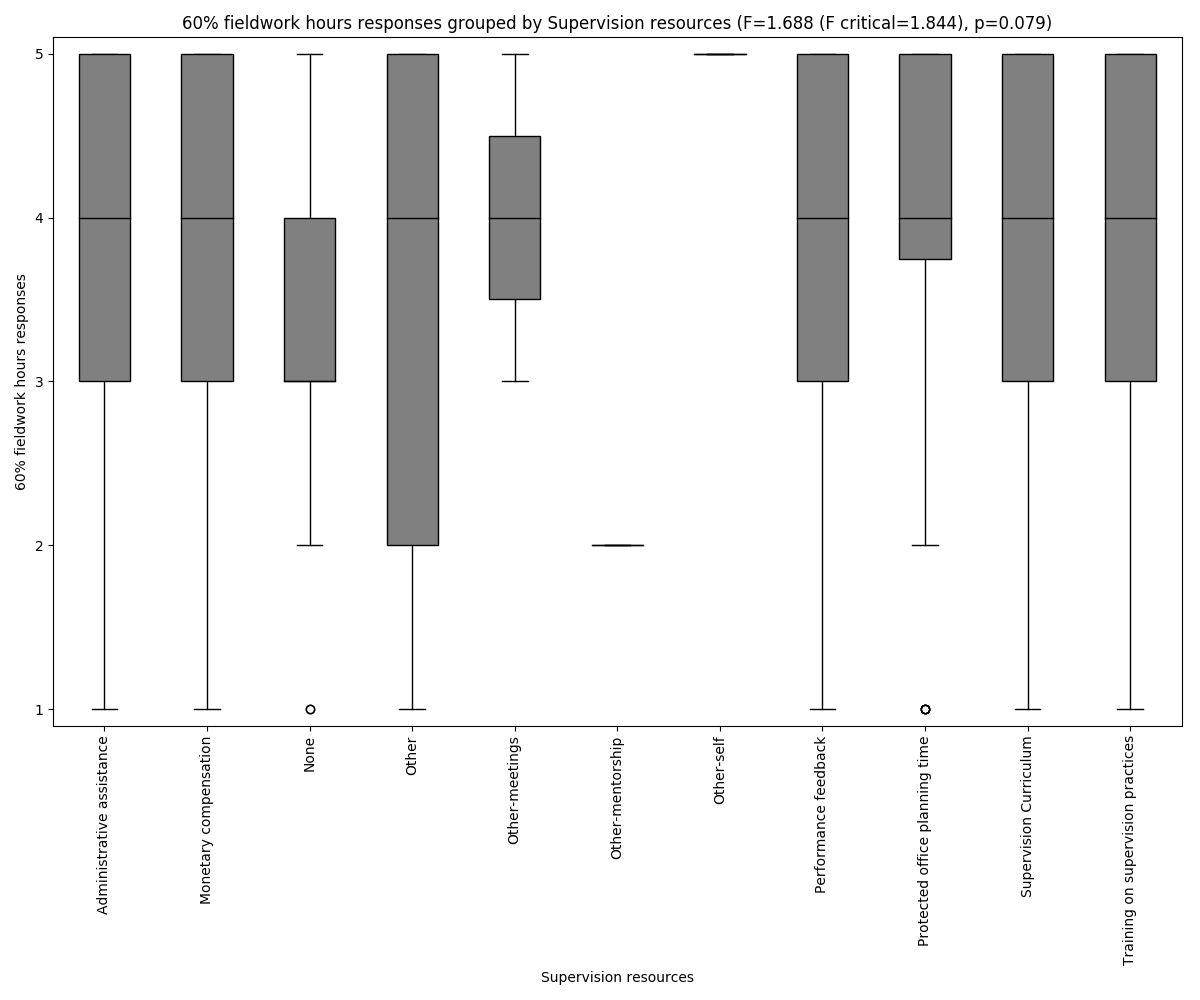 60% fieldwork hours responses grouped by Supervision resources (F=1.688 (F critical=1.844), p=0.079)
60% fieldwork hours responses
5
4
3
2
1
Administrative assistance
Monetary compensation
None
Other
Other-meetings
Other-mentorship
Other-self
Performance feedback
Protected office planning time
Supervision Curriculum
Training on supervision practices
Supervision resources